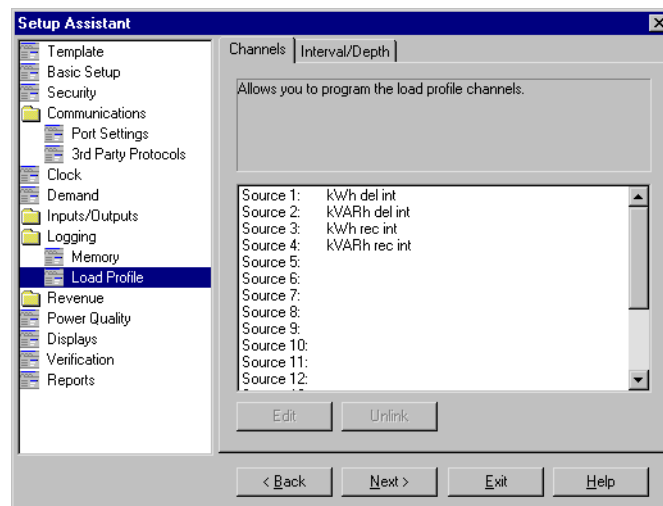 Setup Assistant
Template
Basic Setup
Security
Communications
Port Settings
3rd Party Protocols
Clock
Demand
Inputs/Outputs
Logging
Memory
Load Profile
Revenue
Power Quality
Displays
Verification
Reports
Channels Interval/Depth
Allows you to program the load profile channels.
Source 1: kWh del int
Source 2: kVARh del int
Source 3: kWh rec int
Source 4: kVARh rec int
Source 5:
Source 6:
Source 7:
Source 8:
Source 9:
Source 10:
Source 11:
Source 12:
Edit Unlink
< Back Next > Exit Help